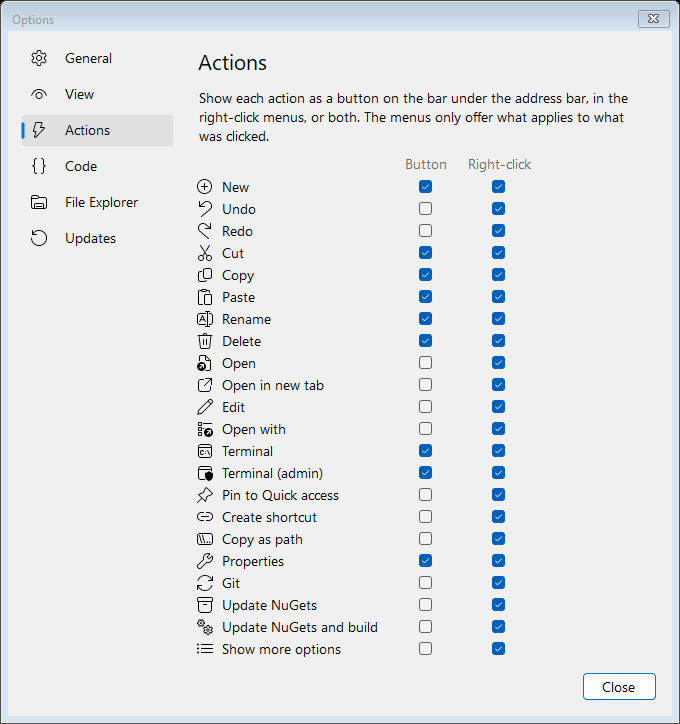 Options
General
View
Actions
Code
File Explorer
Updates
Actions
Show each action as a button on the bar under the address bar, in the
right-click menus, or both. The menus only offer what applies to what
was clicked.
Button Right-click
New
Undo
Redo
Cut
Copy
Paste
Rename
Delete
Open
Open in new tab
Edit
Open with
Terminal
Terminal (admin)
Pin to Quick access
Create shortcut
Copy as path
Properties
Git
Update NuGets
Update NuGets and build
Show more options
Close